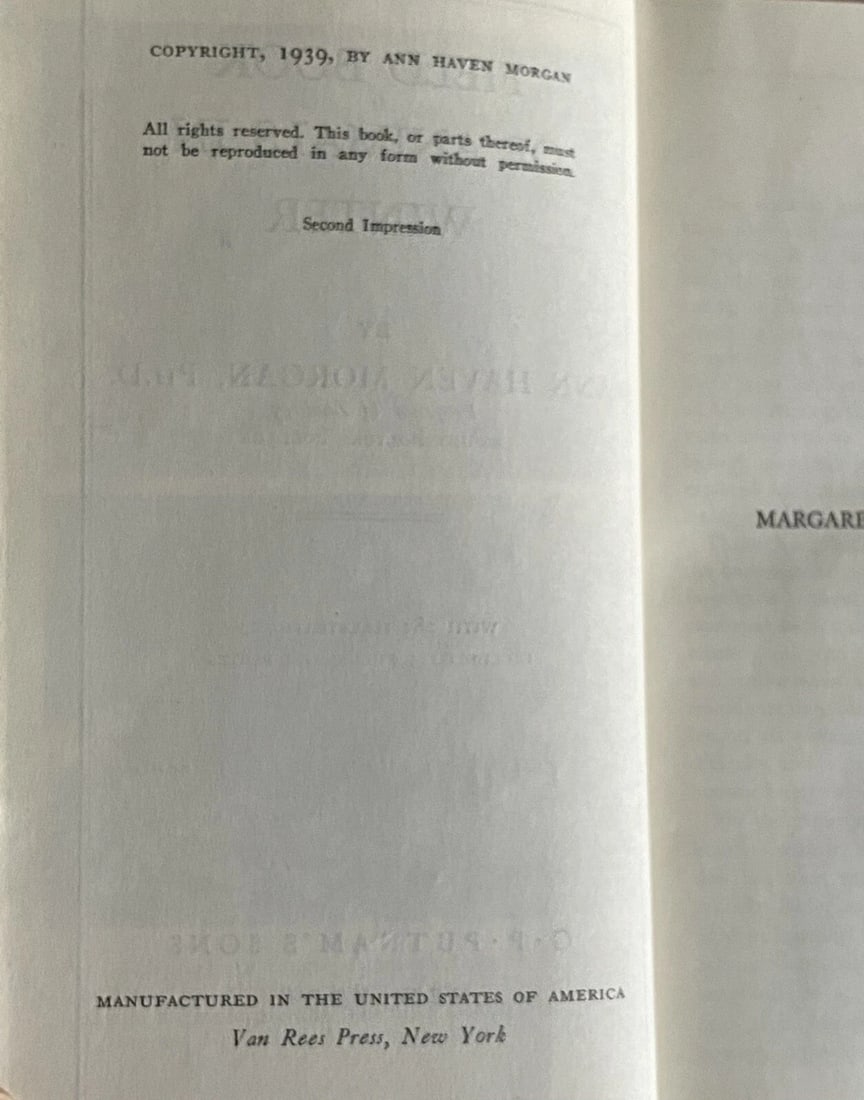 COPYRIGHT, 1939, BY ANN HAVEN MORGAN
All rights reserved. This book, or parts thereof, must
not be reproduced in any form without permission.
Second Impression
MANUFACTURED IN THE UNITED STATES OF AMERICA
Van Rees Press, New York
MARGARE